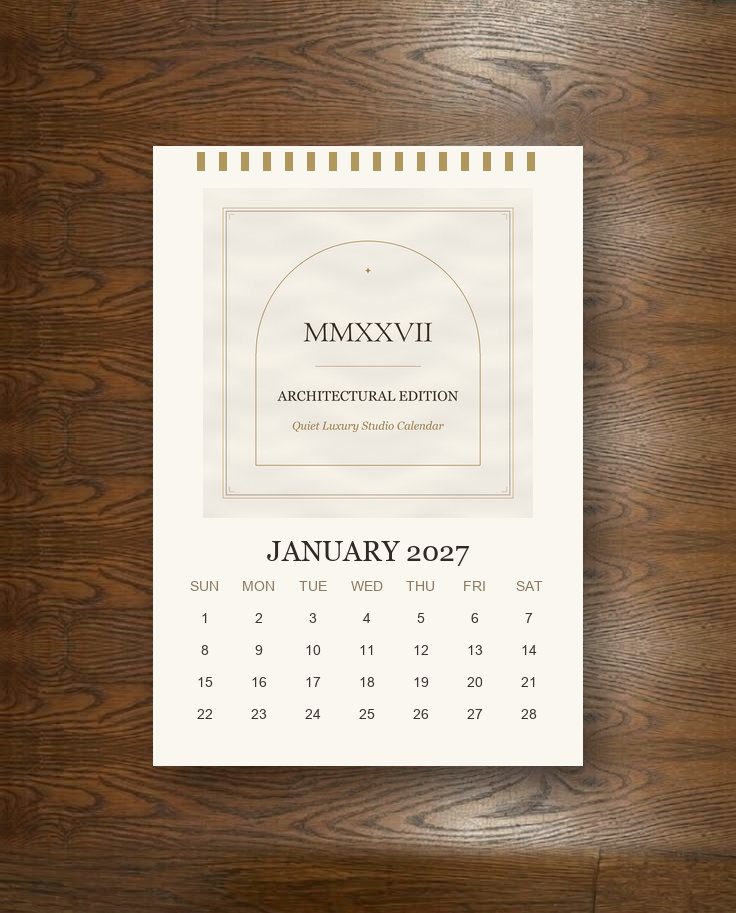 MMXXVII
ARCHITECTURAL EDITION
Quiet Luxury Studio Calendar
JANUARY 2027
SUN MON TUE WED THU FRI SAT
1 2 3 4 5 6 7
8 9 10 11 12 13 14
15 16 17 18 19 20 21
22 23 24 25 26 27 28